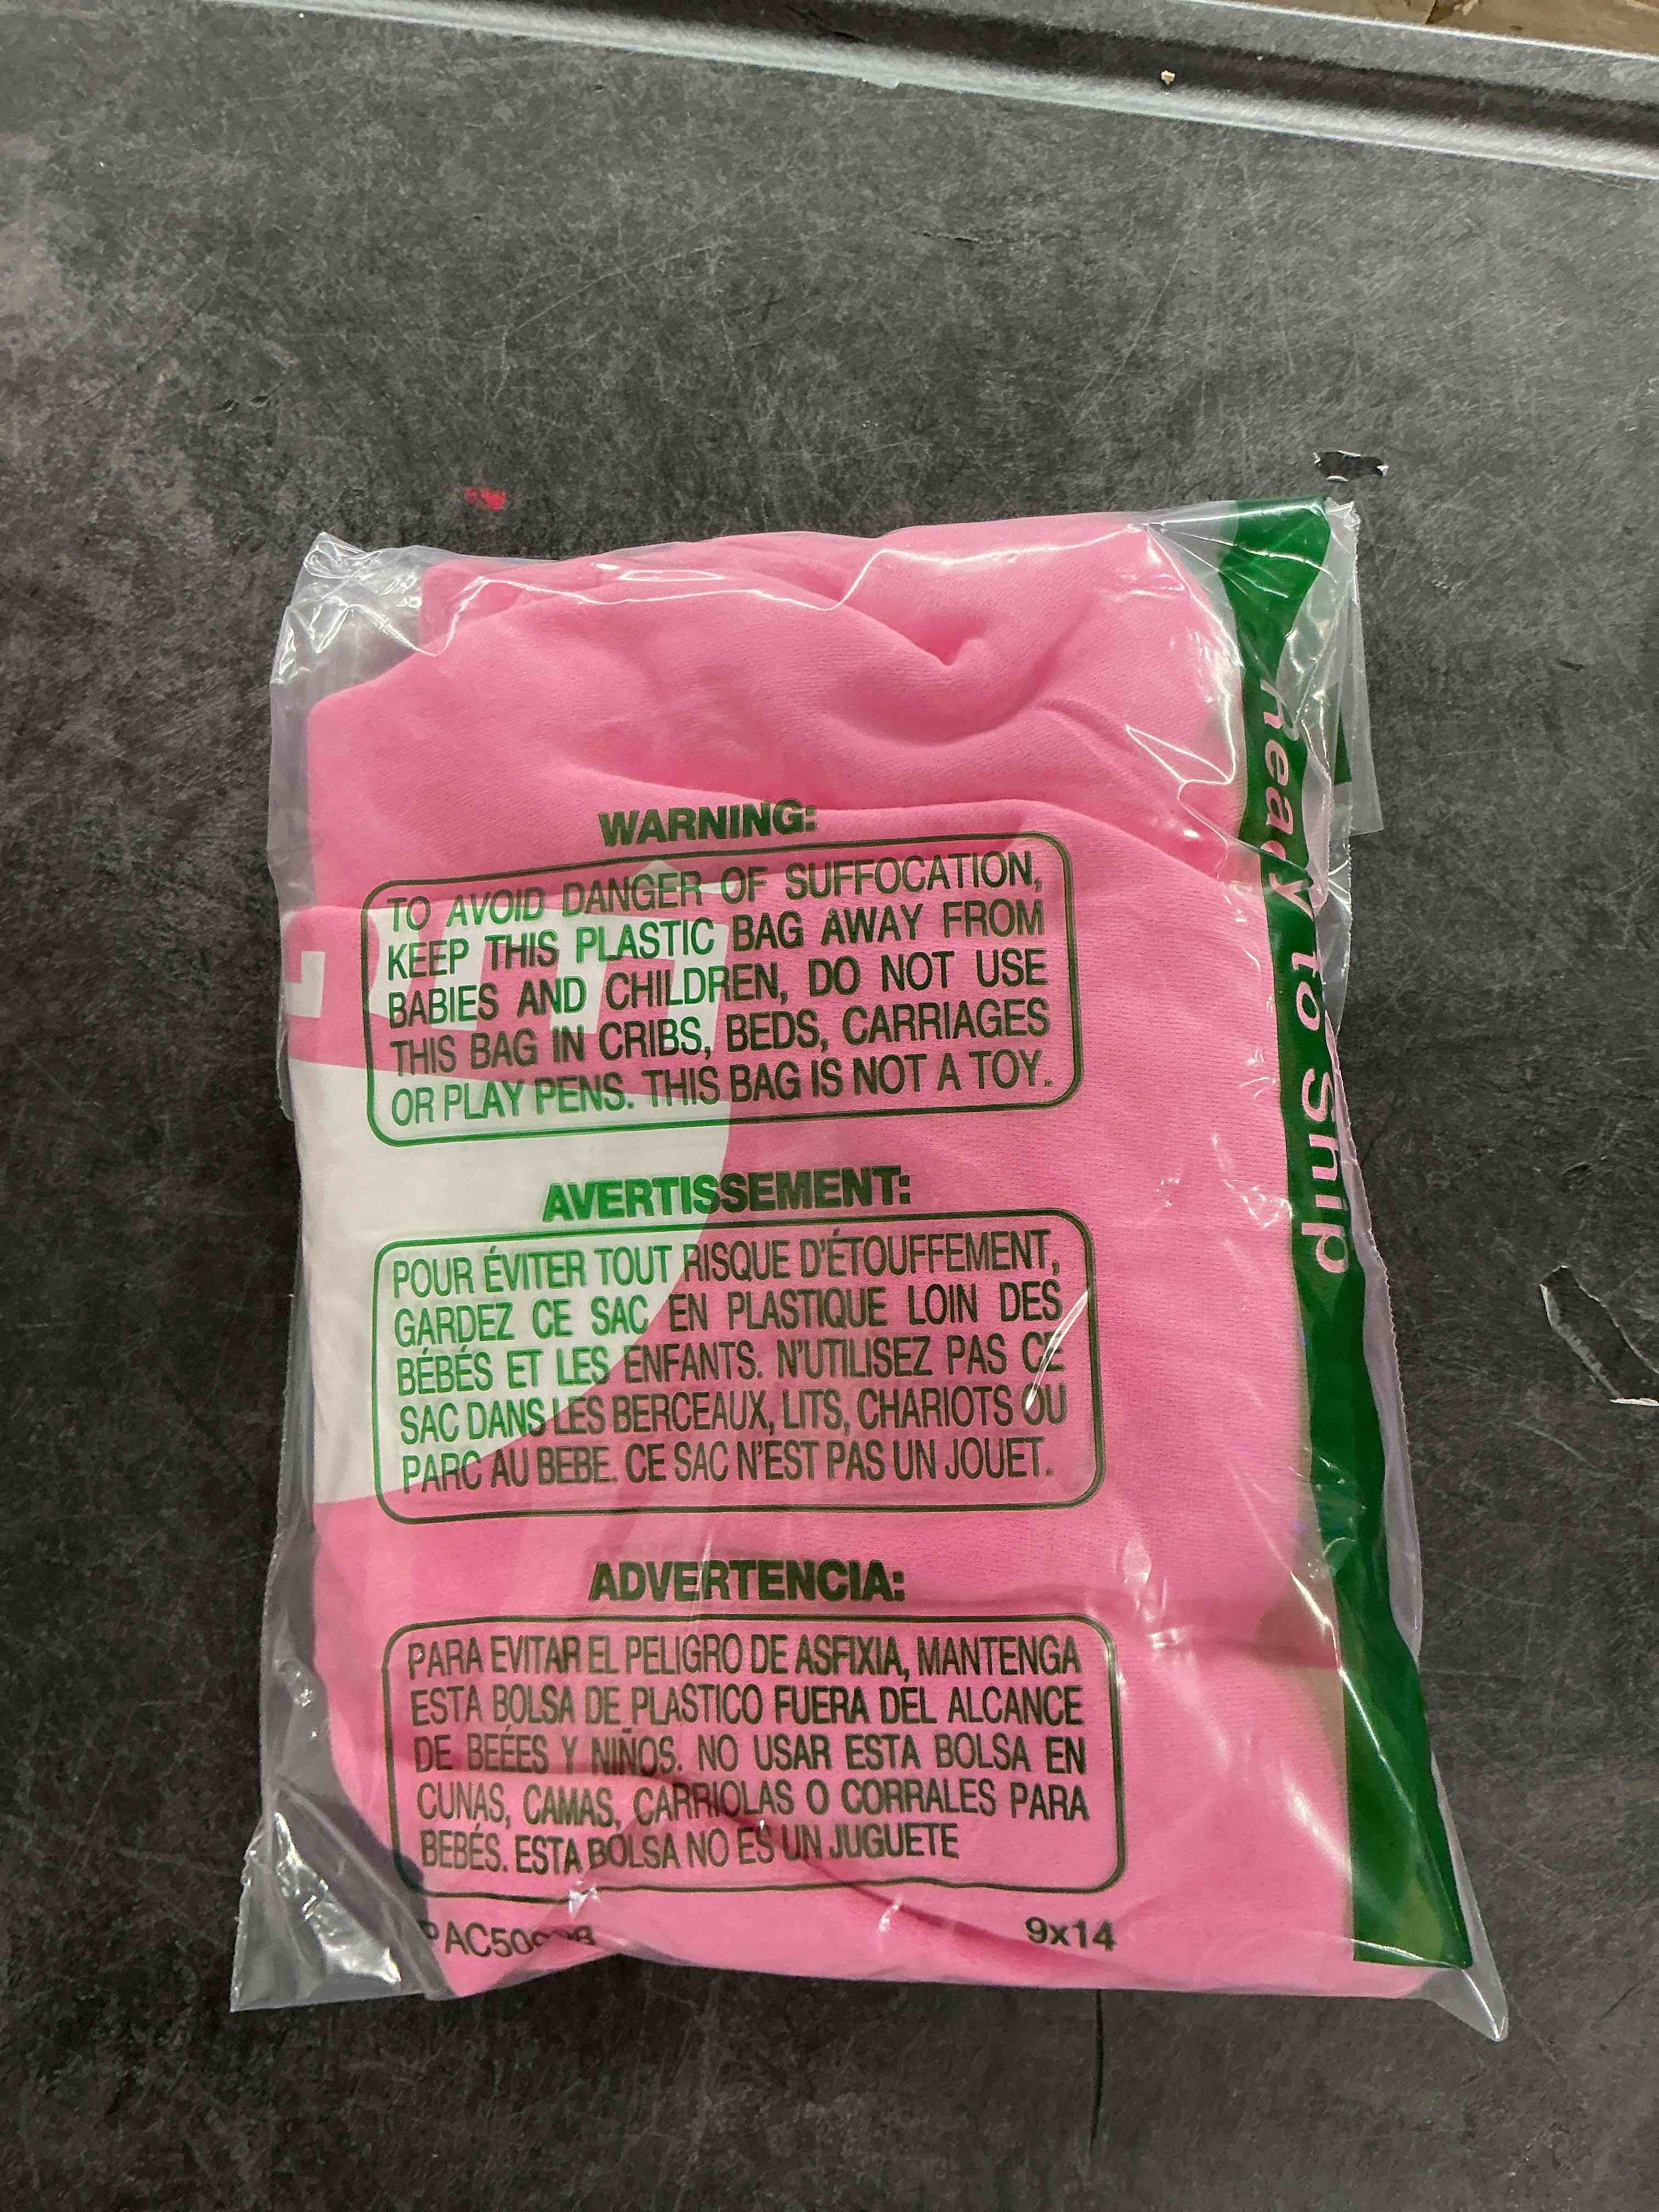 WARNING:
TO AVOID DANGER OF SUFFOCATION,
KEEP THIS PLASTIC BAG AWAY FROM
BABIES AND CHILDREN, DO NOT USE
THIS BAG IN CRIBS, BEDS, CARRIAGES
OR PLAY PENS. THIS BAG IS NOT A TOY.
AVERTISSEMENT:
POUR ÉVITER TOUT RISQUE D'ÉTOUFFEMENT,
GARDEZ CE SAC EN PLASTIQUE LOIN DES
BÉBÉS ET LES ENFANTS. N'UTILISEZ PAS CE
SAC DANS LES BERCEAUX, LITS, CHARIOTS OU
PARC AU BEBE. CE SAC N'EST PAS UN JOUET.
ADVERTENCIA:
PARA EVITAR EL PELIGRO DE ASFIXIA, MANTENGA
ESTA BOLSA DE PLASTICO FUERA DEL ALCANCE
DE BEÉES Y NIÑOS. NO USAR ESTA BOLSA EN
CUNAS, CAMAS, CARRIOLAS O CORRALES PARA
BEBÉS. ESTA BOLSA NO ES UN JUGUETE
9x14
Ready to Ship